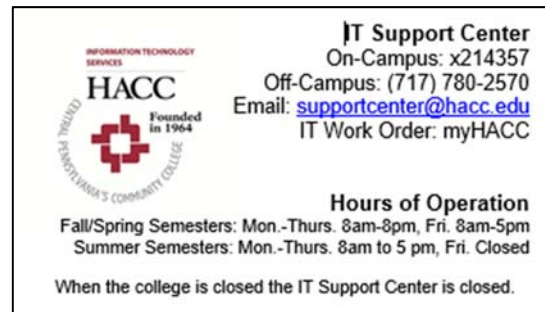 INFORMATION TECHNOLOGY
SERVICES
HACC
Founded
in 1964
CENTRAL PENNSYLVANIA'S COMMUNITY COLLEGE
IT Support Center
On-Campus: x214357
Off-Campus: (717) 780-2570
Email: supportcenter@hacc.edu
IT Work Order: myHACC
Hours of Operation
Fall/Spring Semesters: Mon.-Thurs. 8am-8pm, Fri. 8am-5pm
Summer Semesters: Mon.-Thurs. 8am to 5 pm, Fri. Closed
When the college is closed the IT Support Center is closed.